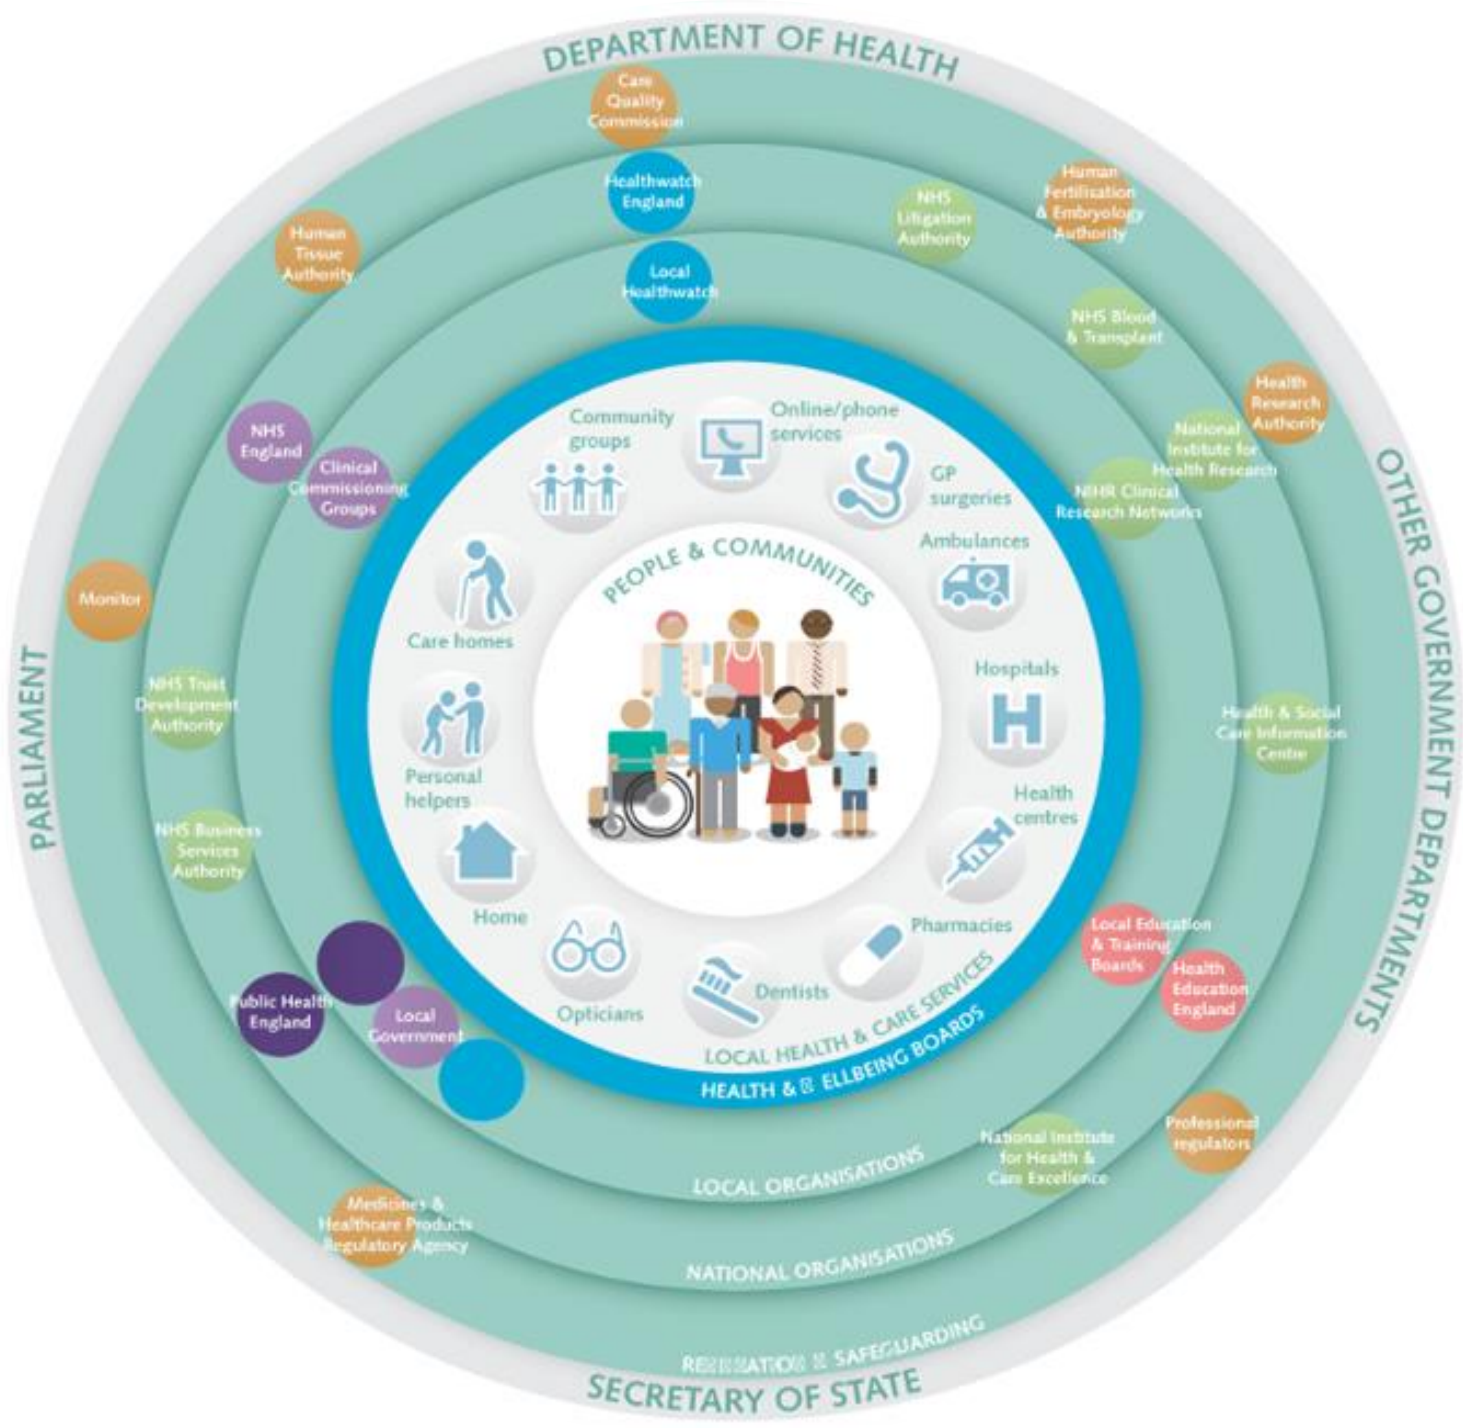 DEPARTMENT OF HEALTH
Care
Quality
Commission
Healthwatch
England
Local
Healthwatch
NHS
Litigation
Authority
Human
Fertilisation
& Embryology
Authority
Human
Tissue
Authority
NHS Blood
& Transplant
Health
Research
Authority
National
Institute for
Health Research
NIHR Clinical
Research Networks
NHS
England
Clinical
Commissioning
Groups
Monitor
NHS Trust
Development
Authority
NHS Business
Services
Authority
PARLIAMENT
OTHER GOVERNMENT DEPARTMENTS
Community
groups
Online/phone
services
GP
surgeries
Ambulances
Hospitals
H
Health
centres
Pharmacies
Dentists
Opticians
Home
Personal
helpers
Care homes
PEOPLE & COMMUNITIES
Health & Social
Care Information
Centre
Local Education
& Training
Boards
Health
Education
England
Public Health
England
Local
Government
LOCAL HEALTH & CARE SERVICES
HEALTH & ELLBEING BOARDS
Professional
regulators
National Institute
for Health &
Care Excellence
Medicines &
Healthcare Products
Regulatory Agency
LOCAL ORGANISATIONS
NATIONAL ORGANISATIONS
SAFEGUARDING
SECRETARY OF STATE